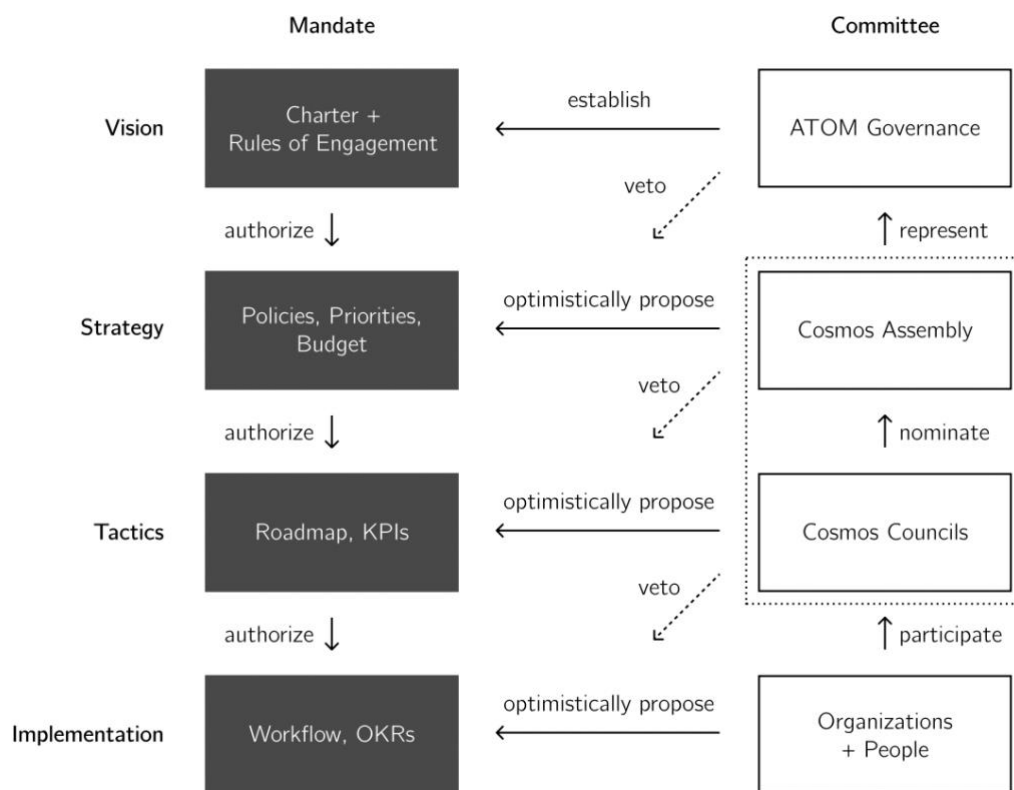 Mandate
Committee
Vision
Charter +
Rules of Engagement
establish
ATOM Governance
veto
authorize
represent
Strategy
Policies, Priorities,
Budget
optimistically propose
Cosmos Assembly
veto
authorize
nominate
Tactics
Roadmap, KPIs
optimistically propose
Cosmos Councils
veto
authorize
participate
Implementation
Workflow, OKRs
optimistically propose
Organizations
+ People